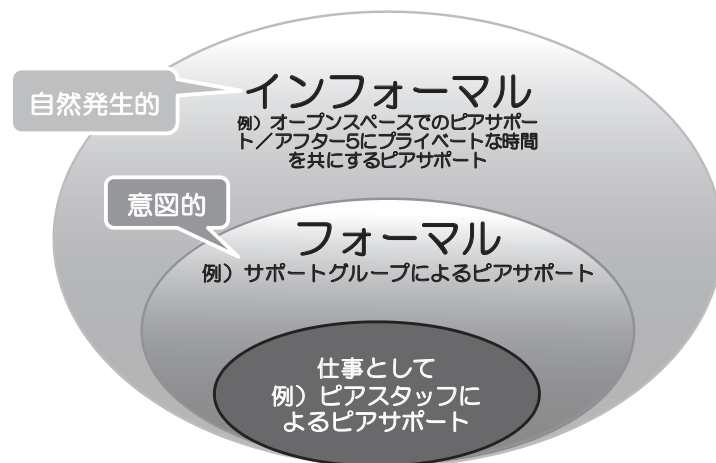 自然発生的
インフォーマル
例）オープンスペースでのピアサポー
ト／アフター5にプライベートな時間
を共にするピアサポート
意図的
フォーマル
例）サポートグループによるピアサポート
仕事として
例）ピアスタッフに
よるピアサポート